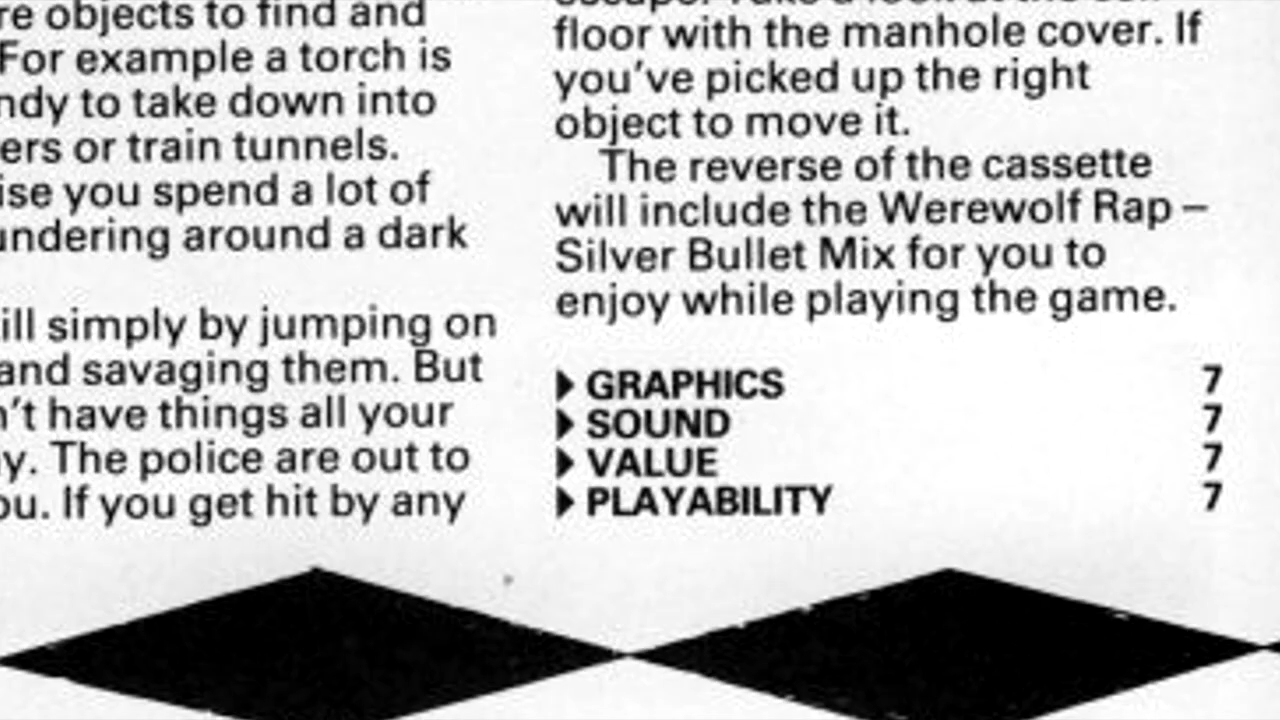 re objects to find and
For example a torch is
ndy to take down into
ers or train tunnels.
ise you spend a lot of
undering around a dark
ill simply by jumping on
and savaging them. But
n't have things all your
y. The police are out to
ou. If you get hit by any
floor with the manhole cover. If
you've picked up the right
object to move it.
The reverse of the cassette
will include the Werewolf Rap –
Silver Bullet Mix for you to
enjoy while playing the game.
GRAPHICS 7
SOUND 7
VALUE 7
PLAYABILITY 7